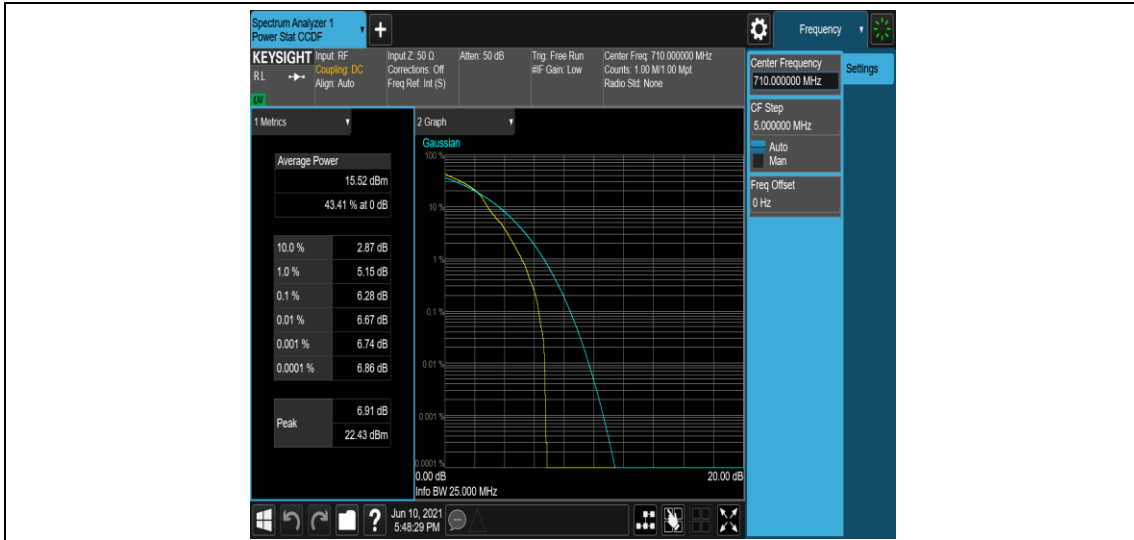 Spectrum Analyzer 1
Power Stat CCDF
+
Frequency
KEYSIGHT
RL
LXI
Input: RF
Coupling: DC
Align: Auto
Input Z: 50 Ω
Corrections: Off
Freq Ref: Int (S)
Atten: 50 dB
Trig: Free Run
#IF Gain: Low
Center Freq: 710.000000 MHz
Counts: 1.00 M/1.00 Mpt
Radio Std: None
Center Frequency
710.000000 MHz
Settings
CF Step
5.000000 MHz
Auto
Man
Freq Offset
0 Hz
1 Metrics
Average Power
15.52 dBm
43.41 % at 0 dB
10.0 % 2.87 dB
1.0 % 5.15 dB
0.1 % 6.28 dB
0.01 % 6.67 dB
0.001 % 6.74 dB
0.0001 % 6.86 dB
Peak
6.91 dB
22.43 dBm
2 Graph
Gaussian
100 %
10 %
1 %
0.1 %
0.01 %
0.001 %
0.0001 %
0.00 dB 20.00 dB
Info BW 25.000 MHz
?
Jun 10, 2021
5:48:29 PM